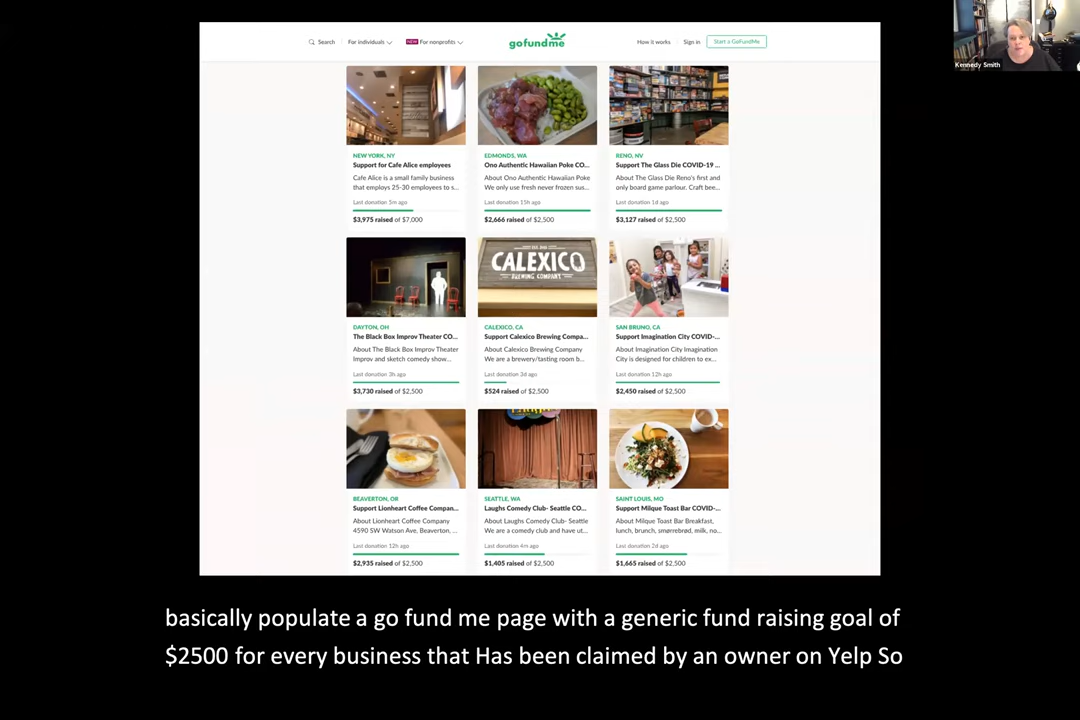 Search
For individuals
NEW For nonprofits
gofundme
How it works
Sign in
Start a GoFundMe
Kennedy Smith
NEW YORK, NY
Support for Cafe Alice employees
Cafe Alice is a small family business
that employs 25-30 employees to s...
Last donation 5m ago
$3,975 raised of $7,000
EDMONDS, WA
Ono Authentic Hawaiian Poke CO...
About Ono Authentic Hawaiian Poke
We only use fresh never frozen sus...
Last donation 15h ago
$2,666 raised of $2,500
RENO, NV
Support The Glass Die COVID-19 ...
About The Glass Die Reno's first and
only board game parlour. Craft bee...
Last donation 1d ago
$3,127 raised of $2,500
DAYTON, OH
The Black Box Improv Theater CO...
About The Black Box Improv Theater
Improv and sketch comedy show...
Last donation 3h ago
$3,730 raised of $2,500
CALEXICO
BREWING COMPANY
CALEXICO, CA
Support Calexico Brewing Compa...
About Calexico Brewing Company
We are a brewery/tasting room b...
Last donation 3d ago
$524 raised of $2,500
SAN BRUNO, CA
Support Imagination City COVID-...
About Imagination City Imagination
City is designed for children to ex...
Last donation 12h ago
$2,450 raised of $2,500
BEAVERTON, OR
Support Lionheart Coffee Compan...
About Lionheart Coffee Company
4590 SW Watson Ave, Beaverton, ...
Last donation 12h ago
$2,935 raised of $2,500
SEATTLE, WA
Laughs Comedy Club- Seattle CO...
About Laughs Comedy Club- Seattle
We are a comedy club and have ut...
Last donation 4m ago
$1,405 raised of $2,500
SAINT LOUIS, MO
Support Milque Toast Bar COVID-...
About Milque Toast Bar Breakfast,
lunch, brunch, smørrebrød, milk, no...
Last donation 2d ago
$1,665 raised of $2,500
basically populate a go fund me page with a generic fund raising goal of
$2500 for every business that Has been claimed by an owner on Yelp So